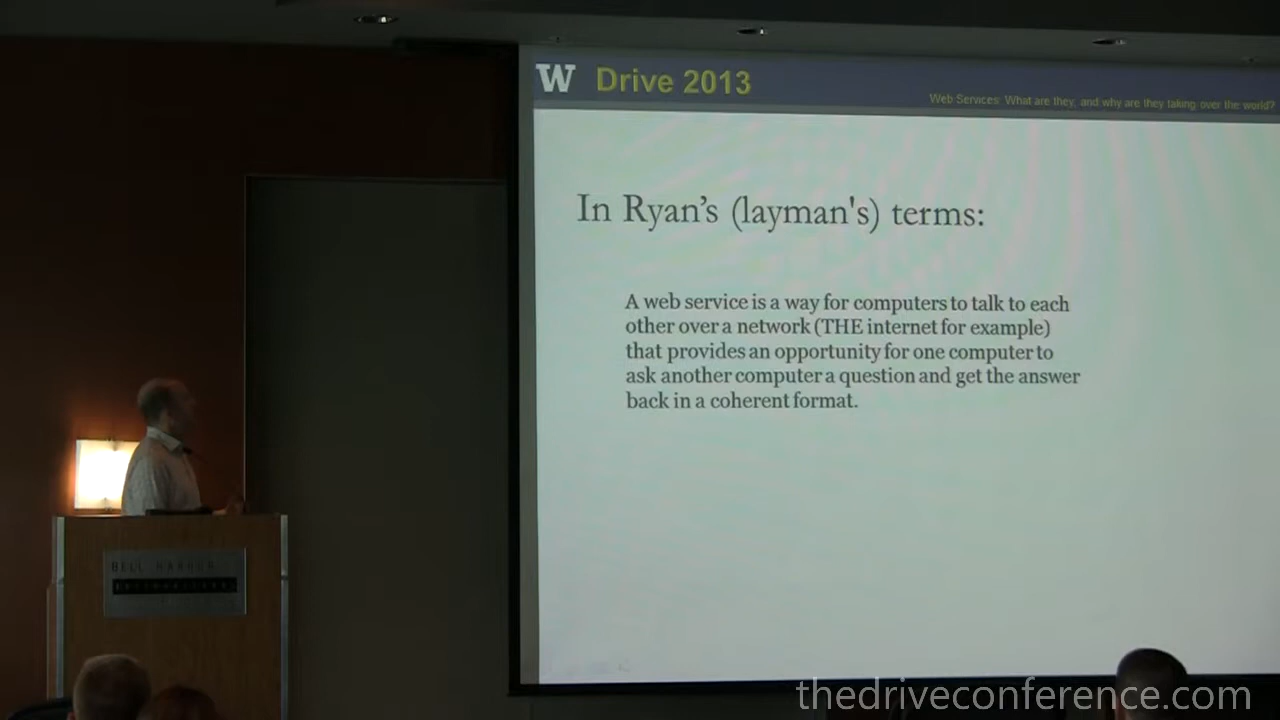 W Drive 2013
Web Services: What are they, and why are they taking over the world?
In Ryan’s (layman's) terms:
A web service is a way for computers to talk to each
other over a network (THE internet for example)
that provides an opportunity for one computer to
ask another computer a question and get the answer
back in a coherent format.
BELL HARBOR
thedriveconference.com